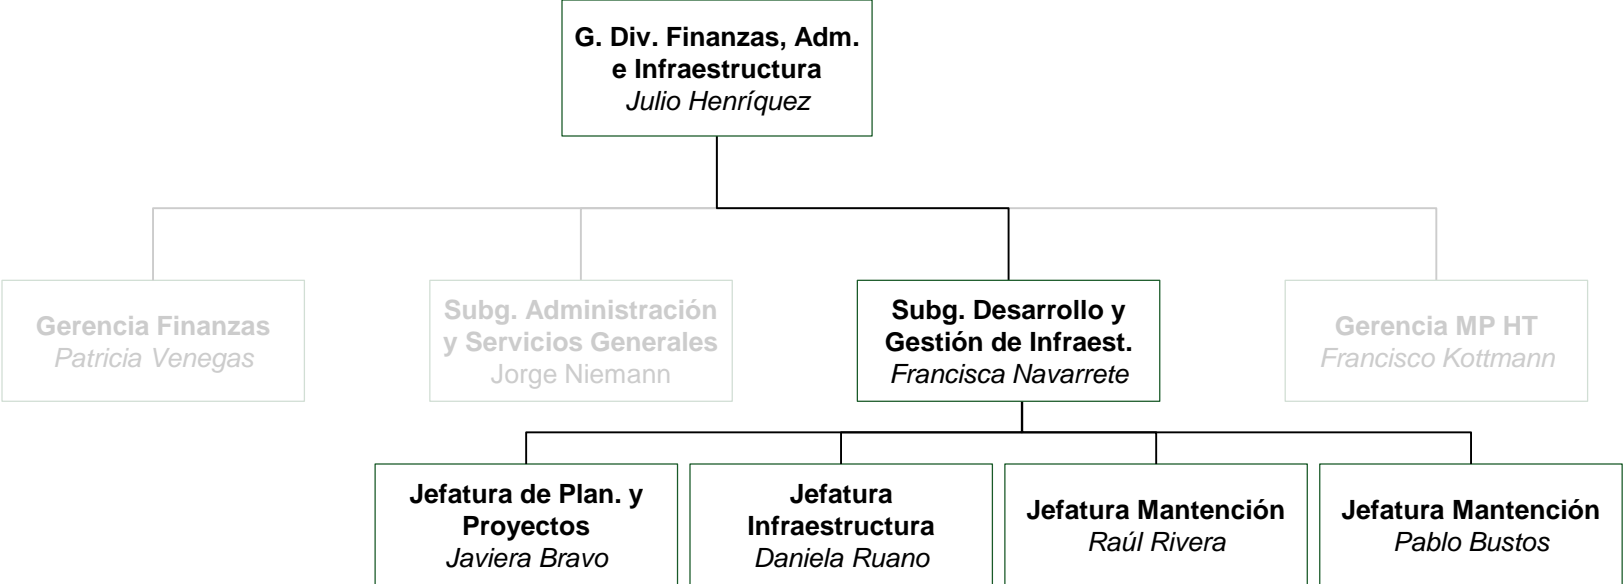 G. Div. Finanzas, Adm.
e Infraestructura
Julio Henríquez
Gerencia Finanzas
Patricia Venegas
Subg. Administración
y Servicios Generales
Jorge Niemann
Subg. Desarrollo y
Gestión de Infraest.
Francisca Navarrete
Gerencia MP HT
Francisco Kottmann
Jefatura de Plan. y
Proyectos
Javiera Bravo
Jefatura
Infraestructura
Daniela Ruano
Jefatura Mantención
Raúl Rivera
Jefatura Mantención
Pablo Bustos